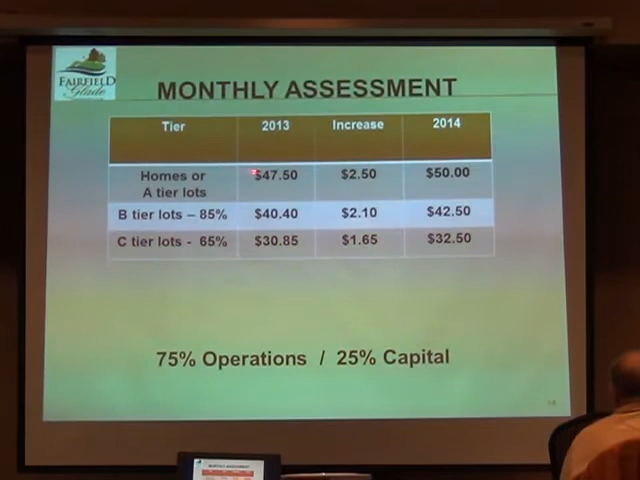 FAIRFIELD
Glade
MONTHLY ASSESSMENT
Tier 2013 Increase 2014
Homes or A tier lots $47.50 $2.50 $50.00
B tier lots – 85% $40.40 $2.10 $42.50
C tier lots - 65% $30.85 $1.65 $32.50
75% Operations / 25% Capital
MONTHLY ASSESSMENT